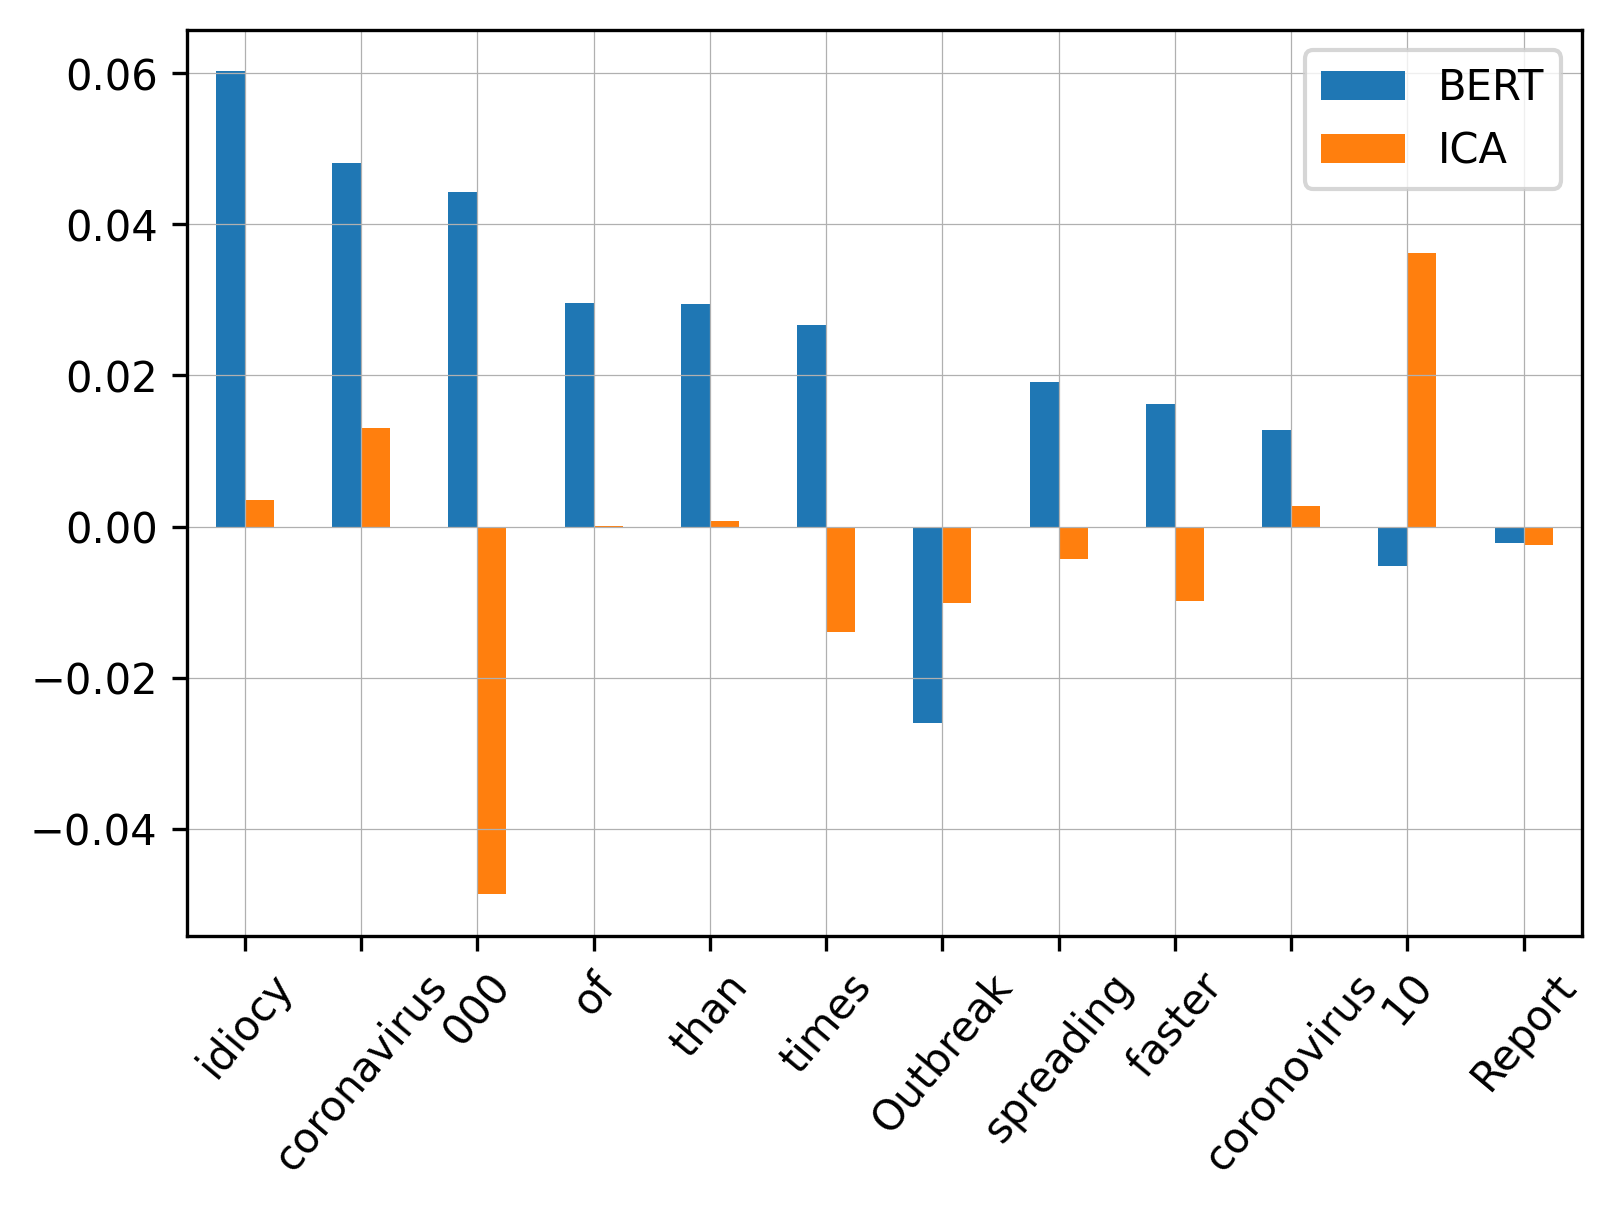 0.06
0.04
0.02
0.00
−0.02
−0.04
BERT
ICA
idiocy
coronavirus
000
of
than
times
Outbreak
spreading
faster
coronovirus
10
Report